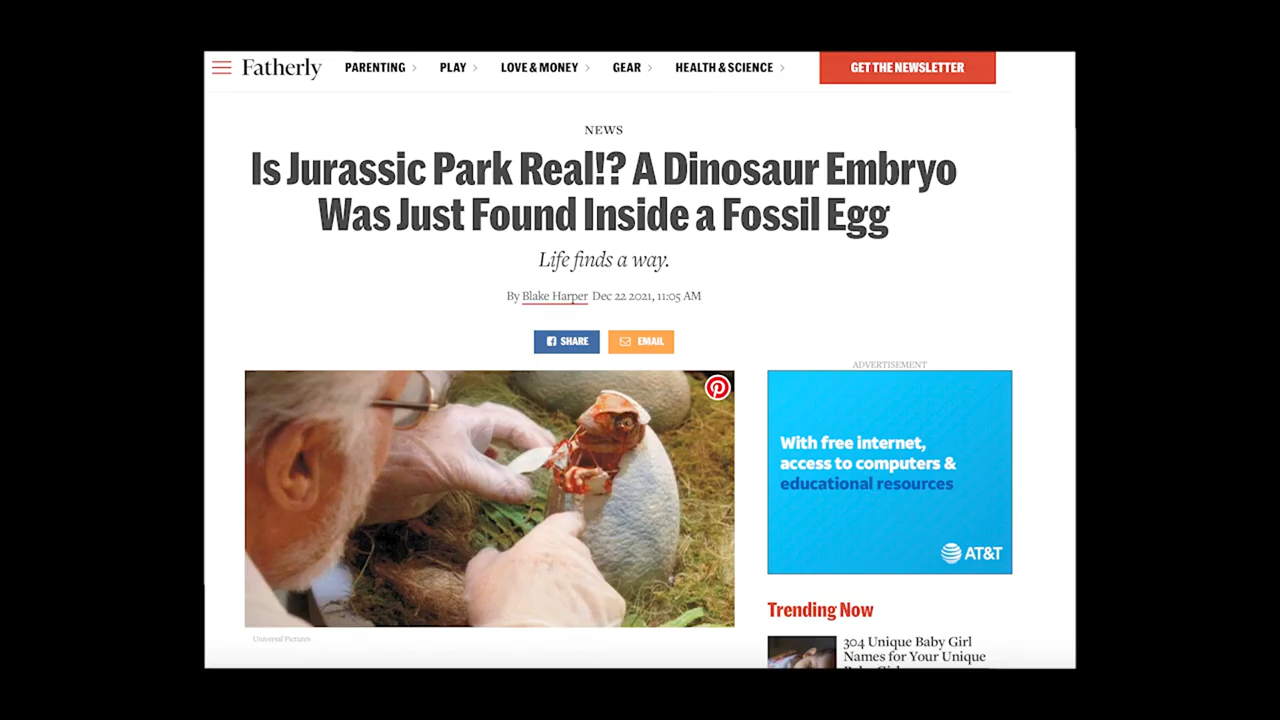 Fatherly PARENTING PLAY LOVE & MONEY GEAR HEALTH & SCIENCE GET THE NEWSLETTER
NEWS
Is Jurassic Park Real!? A Dinosaur Embryo
Was Just Found Inside a Fossil Egg
Life finds a way.
By Blake Harper Dec 22 2021, 11:05 AM
SHARE EMAIL
ADVERTISEMENT
With free internet,
access to computers &
educational resources
AT&T
Trending Now
Universal Pictures
304 Unique Baby Girl
Names for Your Unique